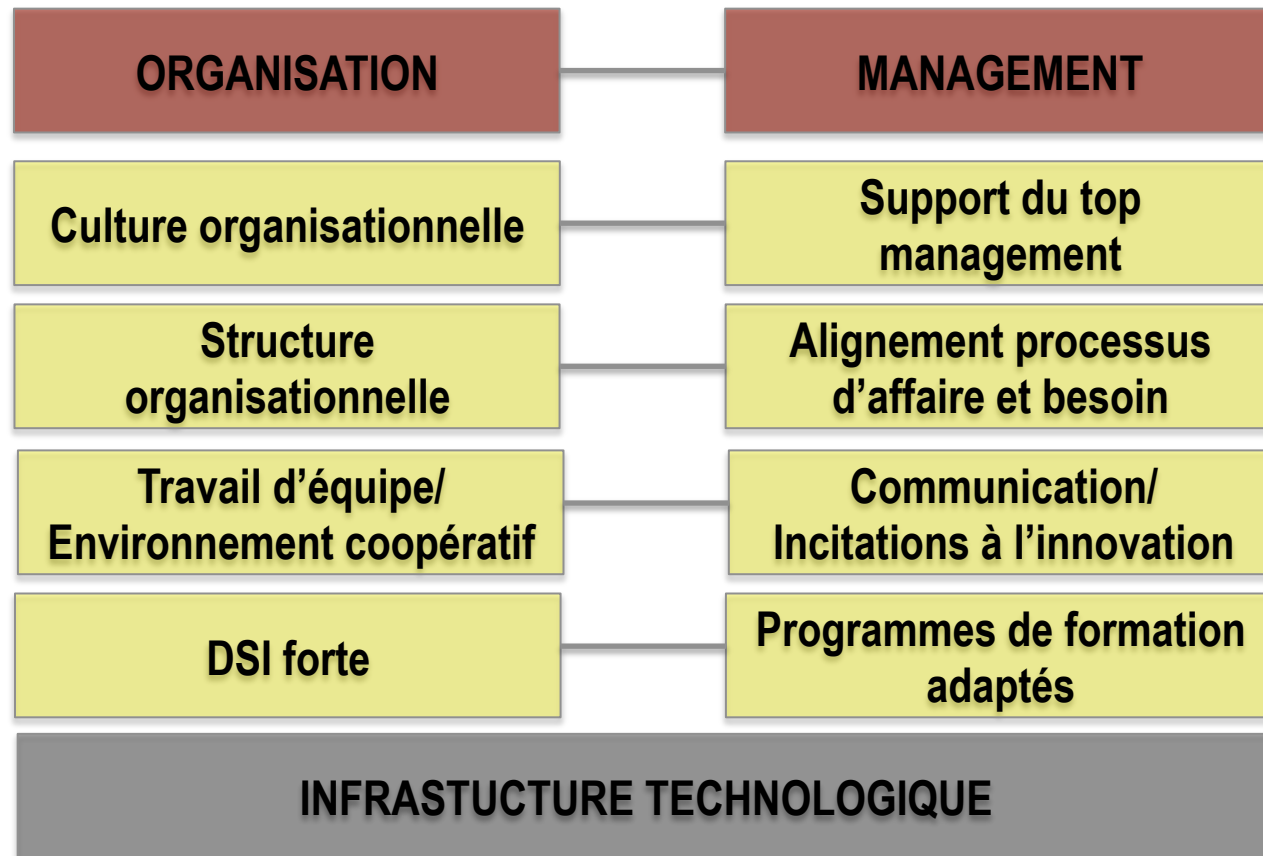 ORGANISATION
MANAGEMENT
Culture organisationnelle
Support du top
management
Structure
organisationnelle
Alignement processus
d’affaire et besoin
Travail d’équipe/
Environnement coopératif
Communication/
Incitations à l’innovation
DSI forte
Programmes de formation
adaptés
INFRASTUCTURE TECHNOLOGIQUE